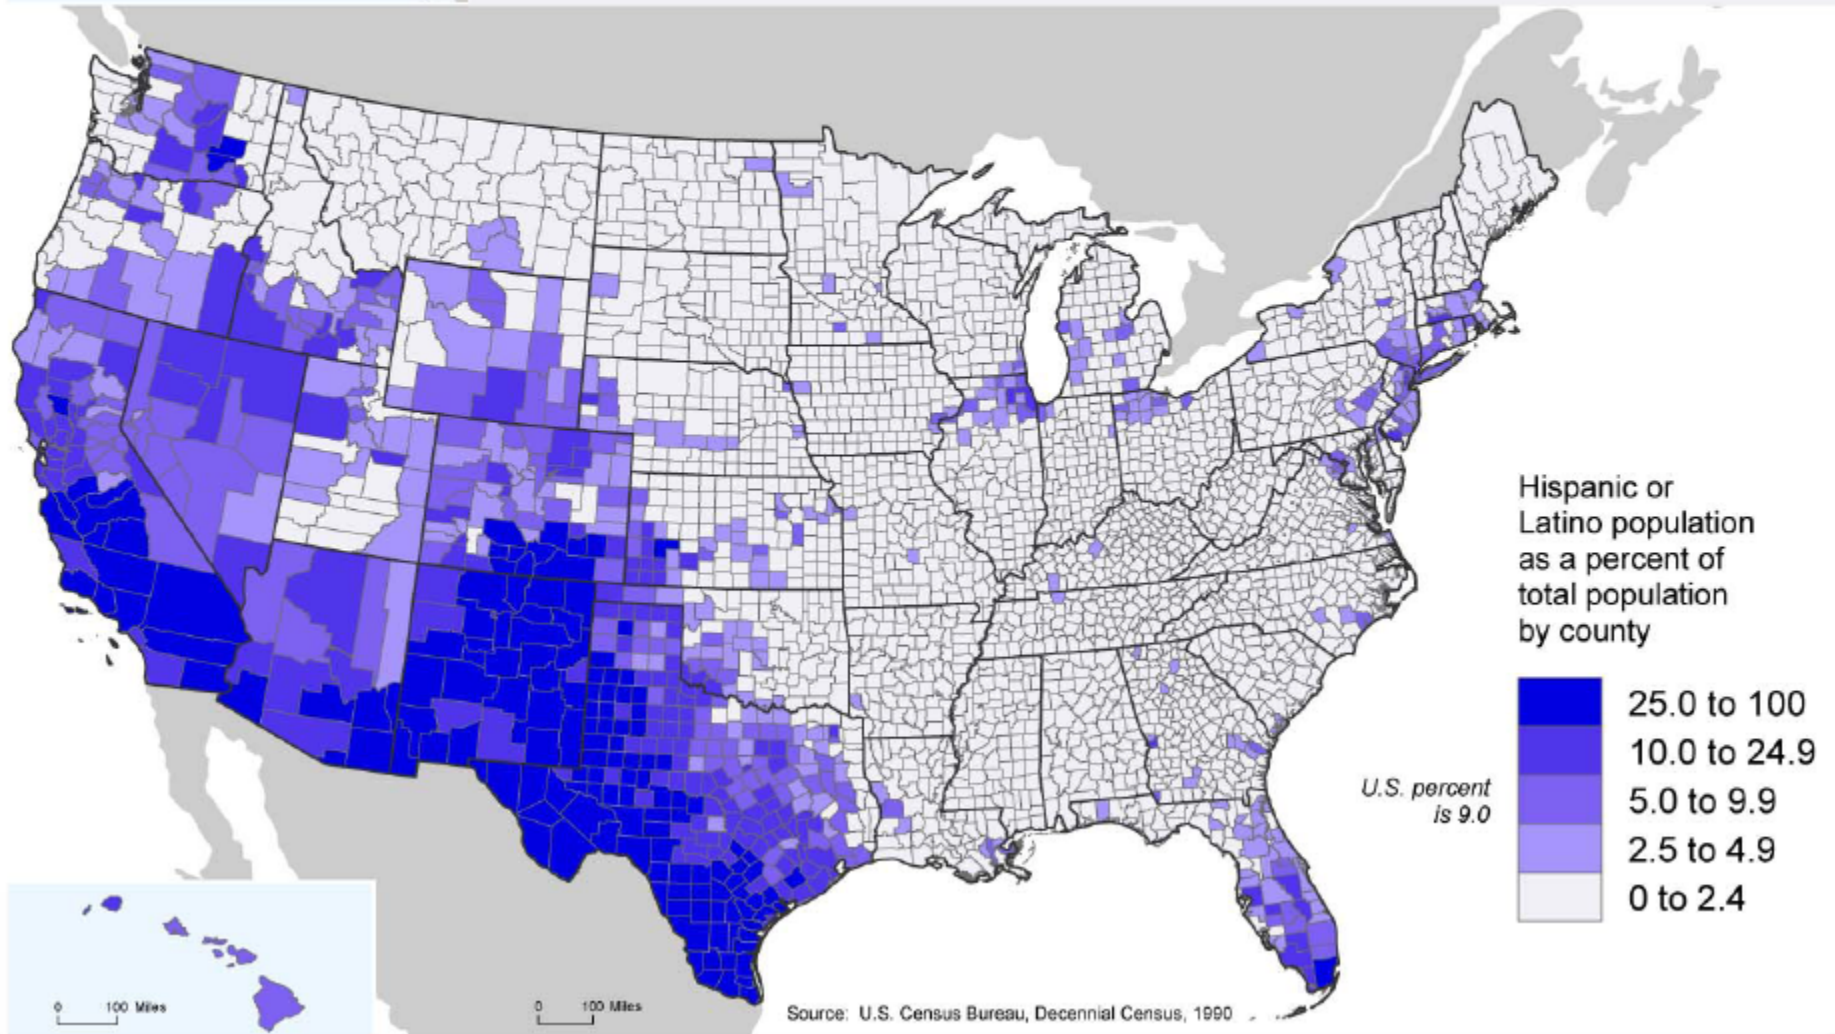 Hispanic or
Latino population
as a percent of
total population
by county
25.0 to 100
10.0 to 24.9
U.S. percent
is 9.0
5.0 to 9.9
2.5 to 4.9
0 to 2.4
0 100 Miles
0 100 Miles
Source: U.S. Census Bureau, Decennial Census, 1990